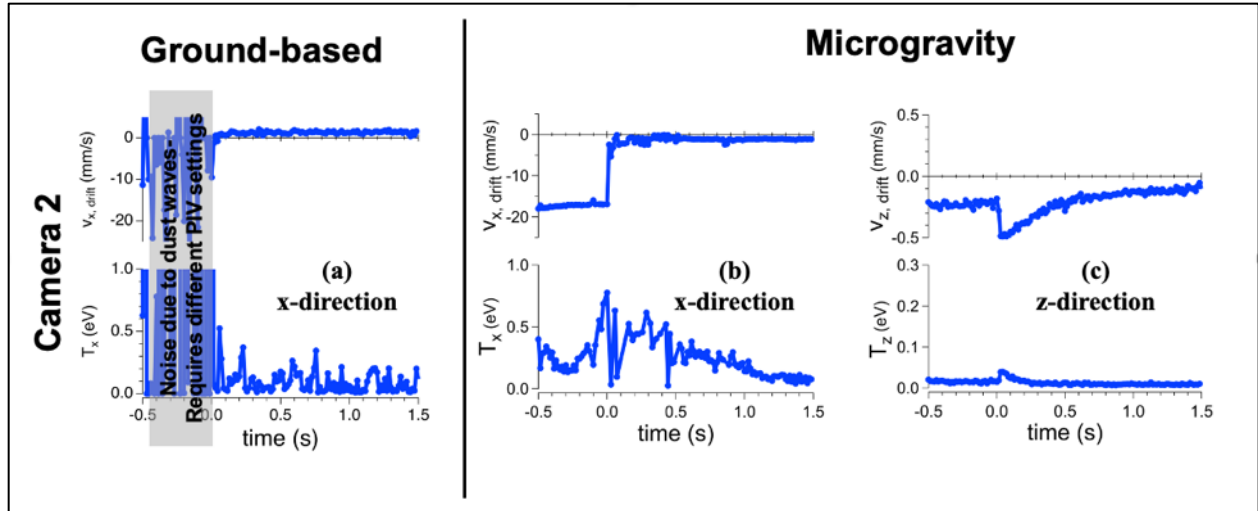 Ground-based
Microgravity
Camera 2
0
-10
-20
v_x, drift (mm/s)
1.0
0.5
0.0
T_x (eV)
-0.5 0.0 0.5 1.0 1.5
time (s)
Noise due to dust waves-
Requires different PIV settings
(a)
x-direction
0
-10
-20
v_x, drift (mm/s)
1.0
0.5
0.0
T_x (eV)
-0.5 0.0 0.5 1.0 1.5
time (s)
(b)
x-direction
0.5
0.0
-0.5
v_z, drift (mm/s)
0.3
0.2
0.1
0.0
T_z (eV)
-0.5 0.0 0.5 1.0 1.5
time (s)
(c)
z-direction